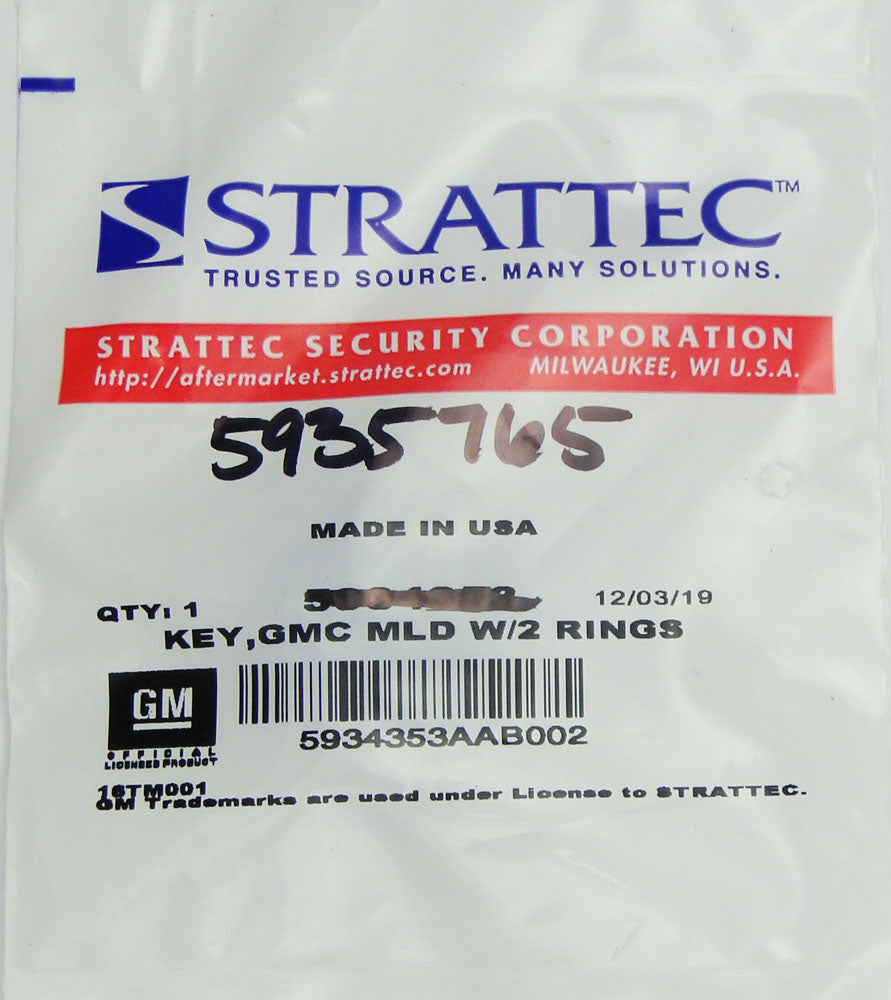 STRATTEC™
TRUSTED SOURCE. MANY SOLUTIONS.
STRATTEC SECURITY CORPORATION
http://aftermarket.strattec.com MILWAUKEE, WI U.S.A.
5935765
MADE IN USA
QTY: 1 12/03/19
KEY,GMC MLD W/2 RINGS
GM
OFFICIAL
LICENSED PRODUCT
5934353AAB002
16TM001
GM Trademarks are used under License to STRATTEC.